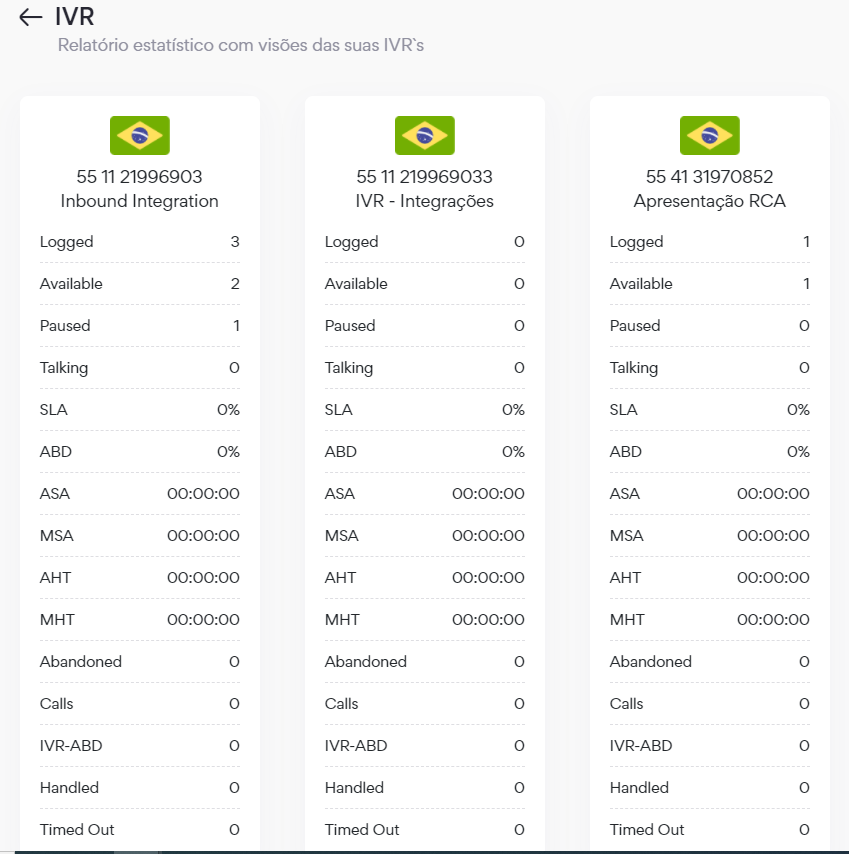 IVR
Relatório estatístico com visões das suas IVR`s
55 11 21996903
Inbound Integration
Logged 3
Available 2
Paused 1
Talking 0
SLA 0%
ABD 0%
ASA 00:00:00
MSA 00:00:00
AHT 00:00:00
MHT 00:00:00
Abandoned 0
Calls 0
IVR-ABD 0
Handled 0
Timed Out 0
55 11 219969033
IVR - Integrações
Logged 0
Available 0
Paused 0
Talking 0
SLA 0%
ABD 0%
ASA 00:00:00
MSA 00:00:00
AHT 00:00:00
MHT 00:00:00
Abandoned 0
Calls 0
IVR-ABD 0
Handled 0
Timed Out 0
55 41 31970852
Apresentação RCA
Logged 1
Available 1
Paused 0
Talking 0
SLA 0%
ABD 0%
ASA 00:00:00
MSA 00:00:00
AHT 00:00:00
MHT 00:00:00
Abandoned 0
Calls 0
IVR-ABD 0
Handled 0
Timed Out 0